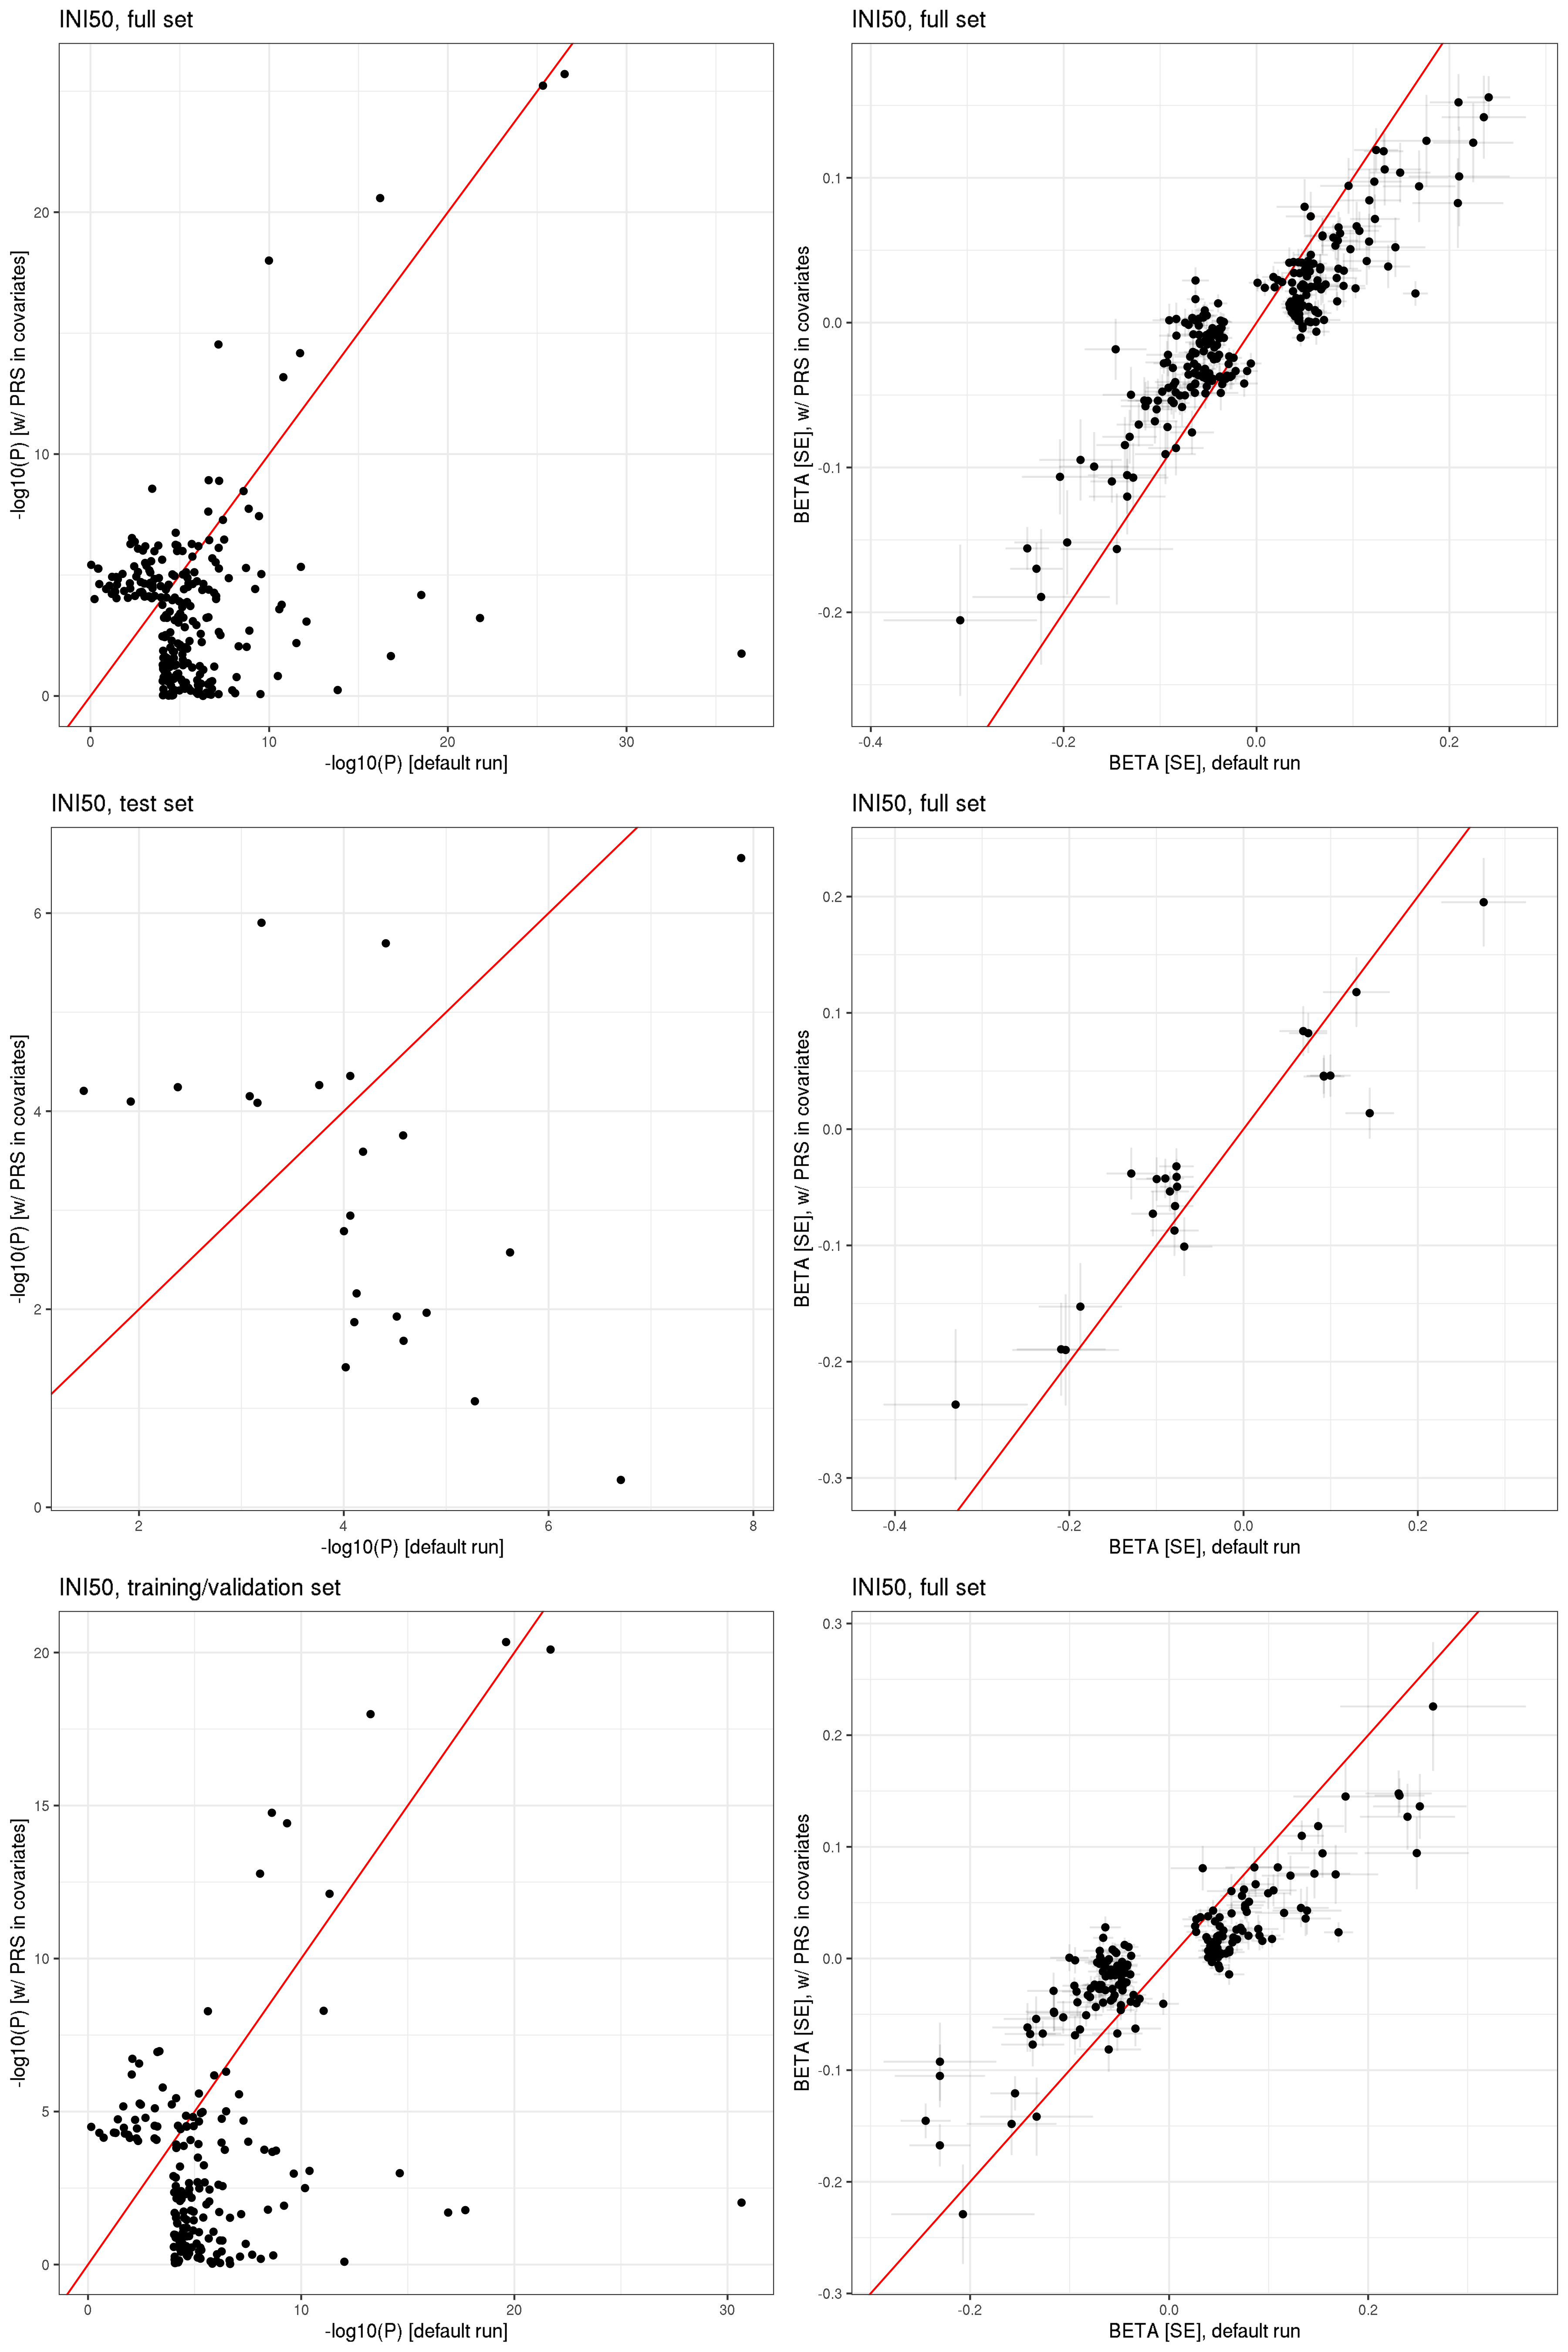 INI50, full set
-log10(P) [w/ PRS in covariates]
20
10
0
0 10 20 30
-log10(P) [default run]
INI50, full set
BETA [SE], w/ PRS in covariates
0.1
0.0
-0.1
-0.2
-0.4 -0.2 0.0 0.2
BETA [SE], default run
INI50, test set
-log10(P) [w/ PRS in covariates]
6
4
2
0
2 4 6 8
-log10(P) [default run]
INI50, full set
BETA [SE], w/ PRS in covariates
0.2
0.1
0.0
-0.1
-0.2
-0.3
-0.4 -0.2 0.0 0.2
BETA [SE], default run
INI50, training/validation set
-log10(P) [w/ PRS in covariates]
20
15
10
5
0
0 10 20 30
-log10(P) [default run]
INI50, full set
BETA [SE], w/ PRS in covariates
0.3
0.2
0.1
0.0
-0.1
-0.2
-0.3
-0.2 0.0 0.2
BETA [SE], default run